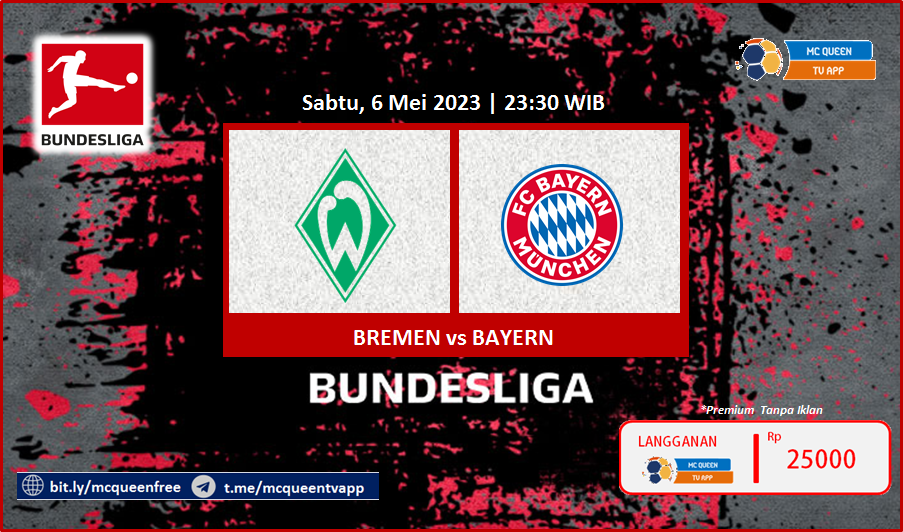 BUNDESLIGA
MC QUEEN
TV APP
Sabtu, 6 Mei 2023 | 23:30 WIB
FC BAYERN
MÜNCHEN
BREMEN vs BAYERN
BUNDESLIGA
*Premium Tanpa Iklan
LANGGANAN
MC QUEEN
TV APP
Rp
25000
bit.ly/mcqueenfree
t.me/mcqueentvapp